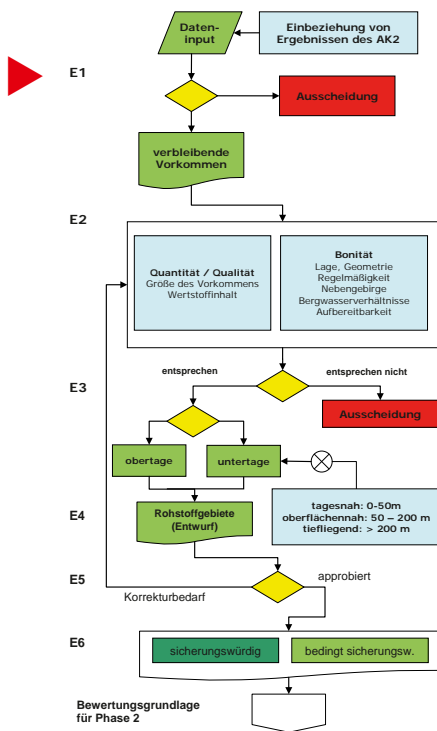 Daten-
input
Einbeziehung von
Ergebnissen des AK2
E1
Ausscheidung
verbleibende
Vorkommen
E2
Quantität / Qualität
Größe des Vorkommens
Wertstoffinhalt
Bonität
Lage, Geometrie
Regelmäßigkeit
Nebengebirge
Bergwasserverhältnisse
Aufbereitbarkeit
entsprechen
entsprechen nicht
E3
Ausscheidung
obertage
untertage
E4
Rohstoffgebiete
(Entwurf)
tagesnah: 0-50m
oberflächennah: 50 – 200 m
tiefliegend: > 200 m
E5
approbiert
Korrekturbedarf
E6
sicherungswürdig
bedingt sicherungsw.
Bewertungsgrundlage
für Phase 2